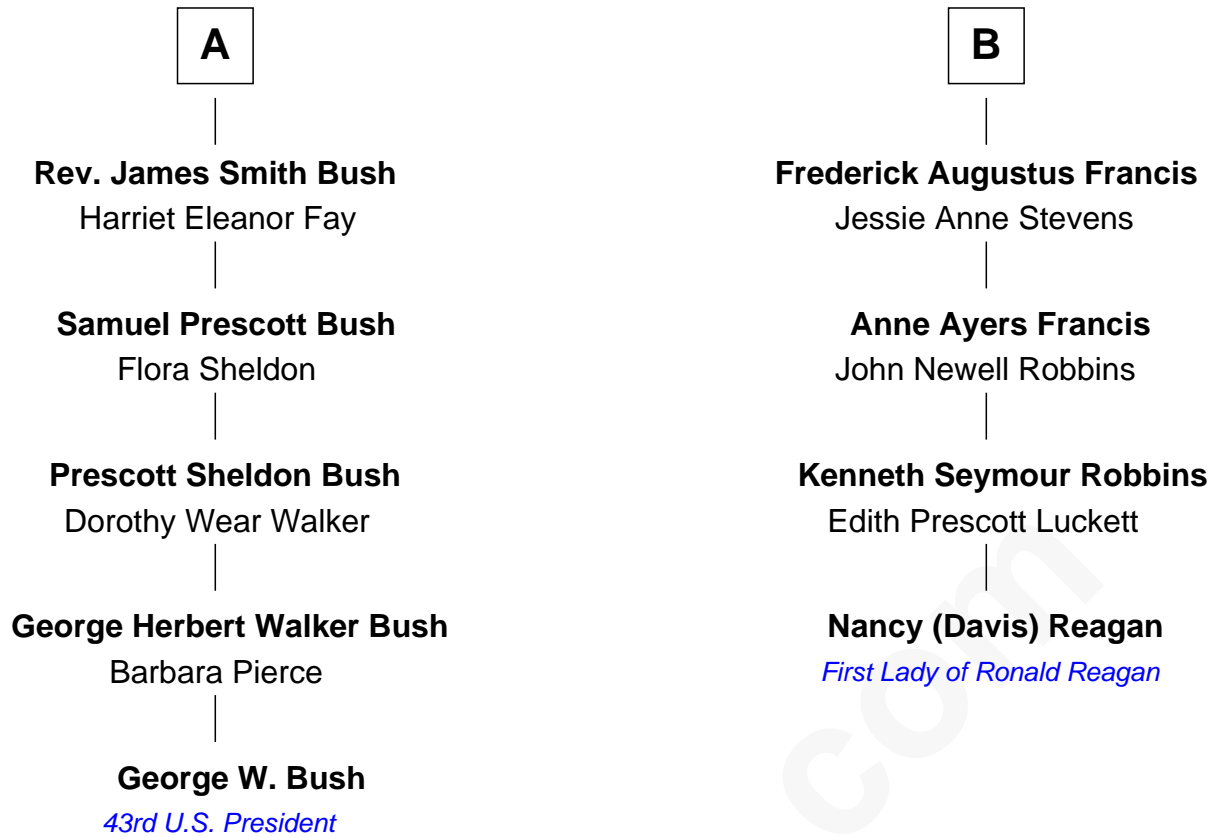 A
Rev. James Smith Bush
Harriet Eleanor Fay
Samuel Prescott Bush
Flora Sheldon
Prescott Sheldon Bush
Dorothy Wear Walker
George Herbert Walker Bush
Barbara Pierce
George W. Bush
43rd U.S. President
B
Frederick Augustus Francis
Jessie Anne Stevens
Anne Ayers Francis
John Newell Robbins
Kenneth Seymour Robbins
Edith Prescott Luckett
Nancy (Davis) Reagan
First Lady of Ronald Reagan
com